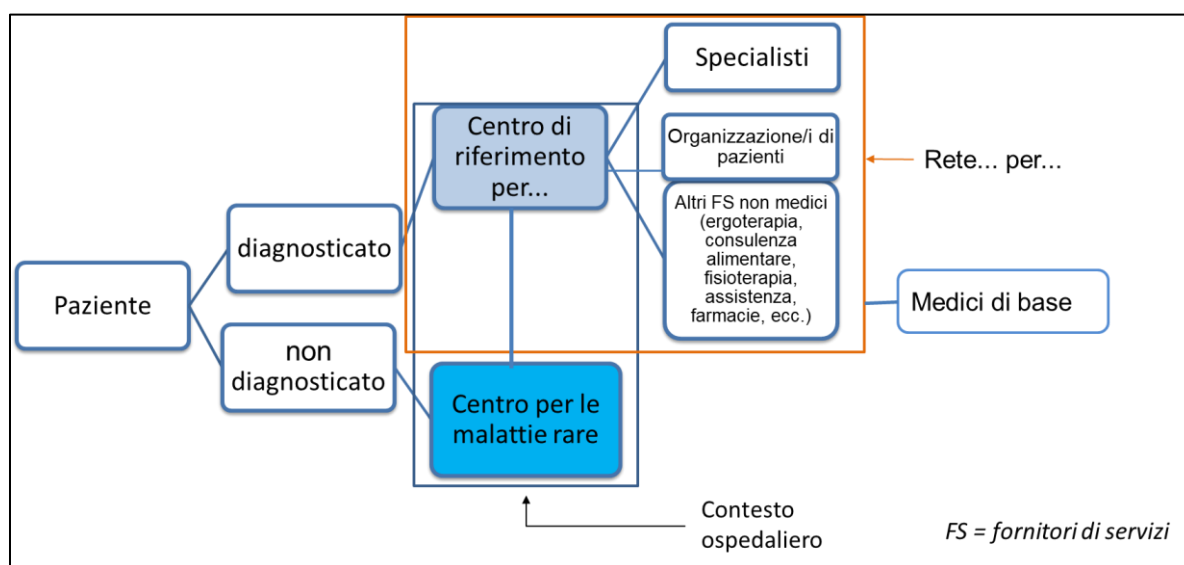 Specialisti
Centro di
riferimento
per...
Organizzazione/i di
pazienti
Rete... per...
Altri FS non medici
(ergoterapia,
consulenza
alimentare,
fisioterapia,
assistenza,
farmacie, ecc.)
diagnosticato
Paziente
Medici di base
non
diagnosticato
Centro per le
malattie rare
Contesto
ospedaliero
FS = fornitori di servizi